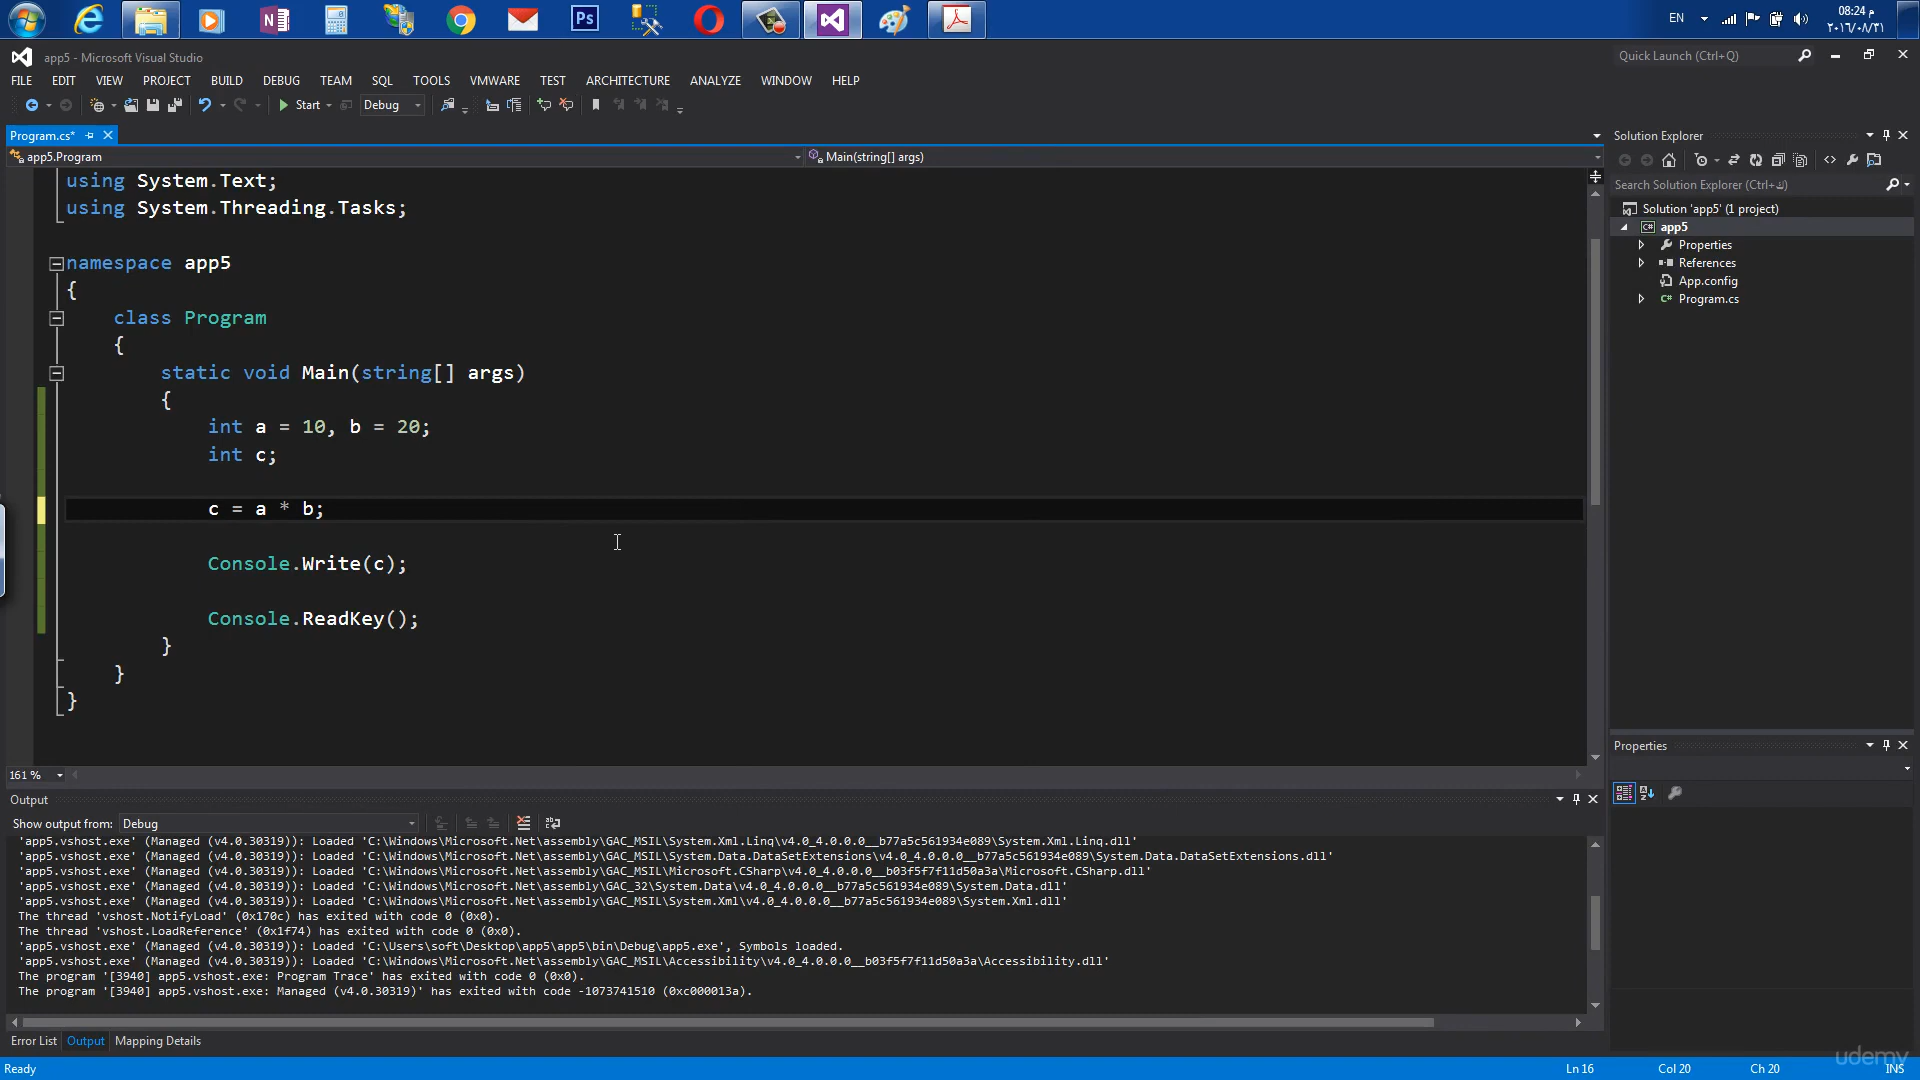 EN
08:24 م
٢٠١٦/٠٨/٣١
Ps
app5 - Microsoft Visual Studio
Quick Launch (Ctrl+Q)
FILE EDIT VIEW PROJECT BUILD DEBUG TEAM SQL TOOLS VMWARE TEST ARCHITECTURE ANALYZE WINDOW HELP
Start Debug
Program.cs*
app5.Program
Main(string[] args)
using System.Text;
using System.Threading.Tasks;
namespace app5
{
class Program
{
static void Main(string[] args)
{
int a = 10, b = 20;
int c;
c = a * b;
Console.Write(c);
Console.ReadKey();
}
}
}
161 %
Solution Explorer
Search Solution Explorer (Ctrl+ك)
Solution 'app5' (1 project)
C# app5
Properties
References
App.config
C# Program.cs
Properties
Output
Show output from: Debug
'app5.vshost.exe' (Managed (v4.0.30319)): Loaded 'C:\Windows\Microsoft.Net\assembly\GAC_MSIL\System.Xml.Linq\v4.0_4.0.0.0__b77a5c561934e089\System.Xml.Linq.dll'
'app5.vshost.exe' (Managed (v4.0.30319)): Loaded 'C:\Windows\Microsoft.Net\assembly\GAC_MSIL\System.Data.DataSetExtensions\v4.0_4.0.0.0__b77a5c561934e089\System.Data.DataSetExtensions.dll'
'app5.vshost.exe' (Managed (v4.0.30319)): Loaded 'C:\Windows\Microsoft.Net\assembly\GAC_MSIL\Microsoft.CSharp\v4.0_4.0.0.0__b03f5f7f11d50a3a\Microsoft.CSharp.dll'
'app5.vshost.exe' (Managed (v4.0.30319)): Loaded 'C:\Windows\Microsoft.Net\assembly\GAC_32\System.Data\v4.0_4.0.0.0__b77a5c561934e089\System.Data.dll'
'app5.vshost.exe' (Managed (v4.0.30319)): Loaded 'C:\Windows\Microsoft.Net\assembly\GAC_MSIL\System.Xml\v4.0_4.0.0.0__b77a5c561934e089\System.Xml.dll'
The thread 'vshost.NotifyLoad' (0x170c) has exited with code 0 (0x0).
The thread 'vshost.LoadReference' (0x1f74) has exited with code 0 (0x0).
'app5.vshost.exe' (Managed (v4.0.30319)): Loaded 'C:\Users\soft\Desktop\app5\app5\bin\Debug\app5.exe', Symbols loaded.
'app5.vshost.exe' (Managed (v4.0.30319)): Loaded 'C:\Windows\Microsoft.Net\assembly\GAC_MSIL\Accessibility\v4.0_4.0.0.0__b03f5f7f11d50a3a\Accessibility.dll'
The program '[3940] app5.vshost.exe: Program Trace' has exited with code 0 (0x0).
The program '[3940] app5.vshost.exe: Managed (v4.0.30319)' has exited with code -1073741510 (0xc000013a).
Error List Output Mapping Details
Ready
Ln 16 Col 20 Ch 20 INS
udemy